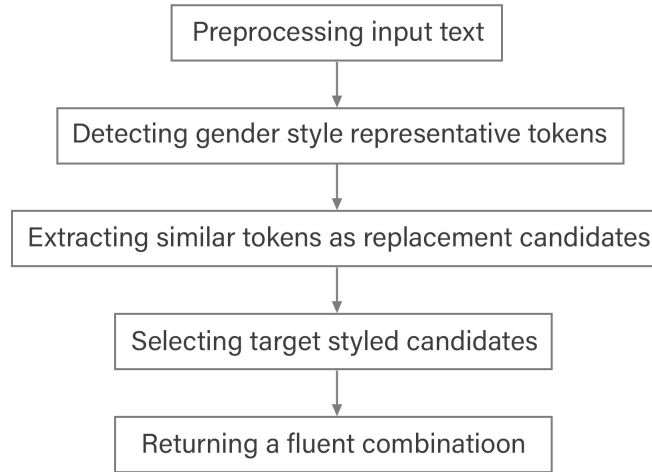 Preprocessing input text
Detecting gender style representative tokens
Extracting similar tokens as replacement candidates
Selecting target styled candidates
Returning a fluent combinatioon